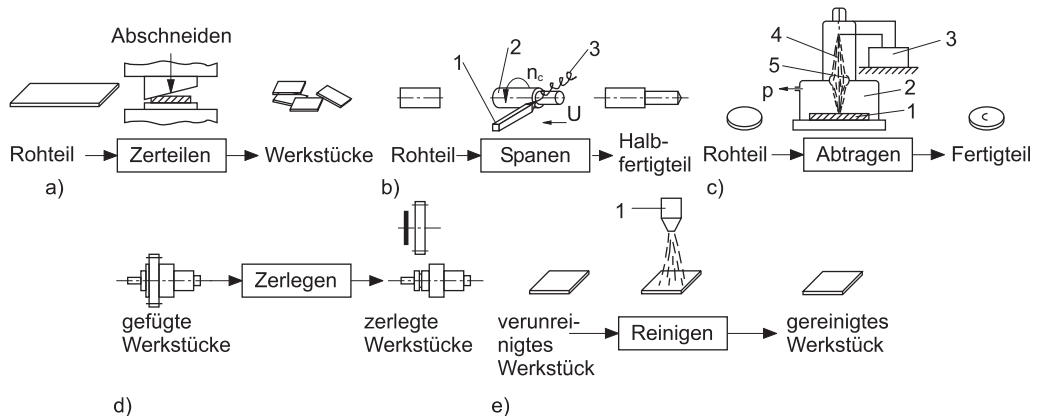 Abschneiden
Rohteil
Zerteilen
Werkstücke
a)
1
2
3
n_c
U
Rohteil
Spanen
Halb-
fertigteil
b)
4
5
3
p
2
1
c
Rohteil
Abtragen
Fertigteil
c)
gefügte
Werkstücke
Zerlegen
zerlegte
Werkstücke
d)
1
verunrei-
nigtes
Werkstück
Reinigen
gereinigtes
Werkstück
e)